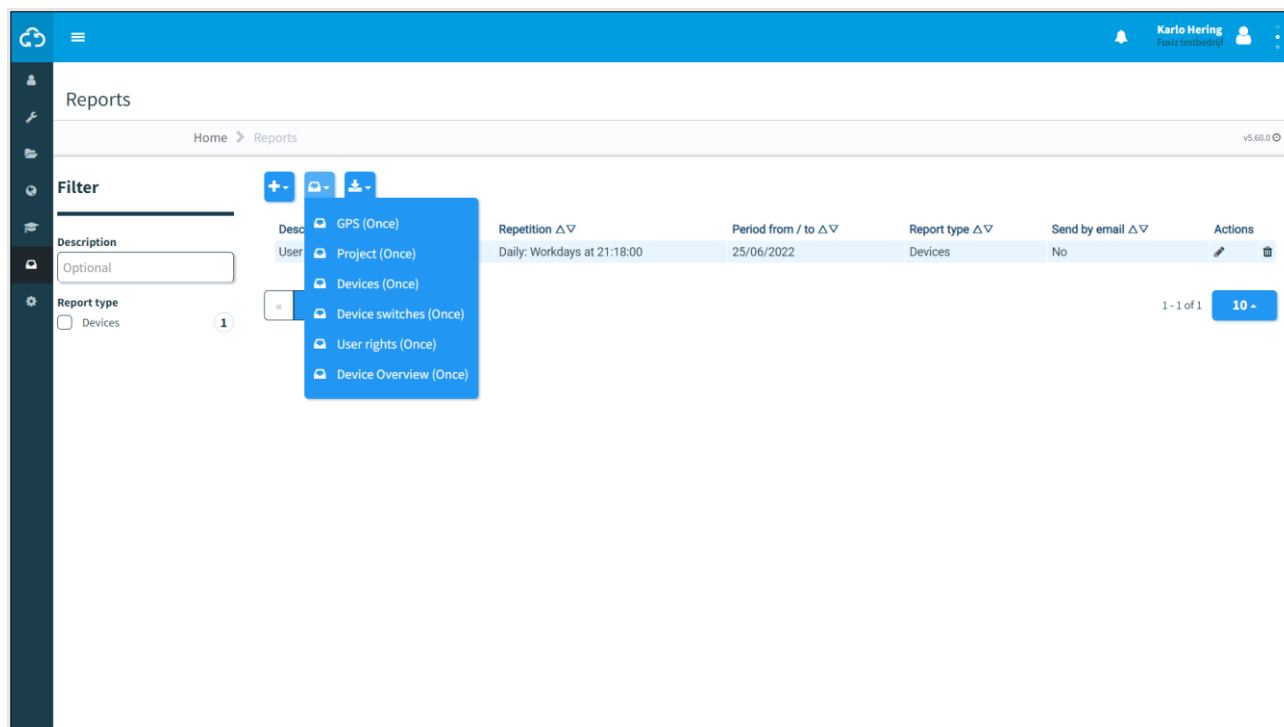 Karlo Hering
Foxiz testbedrijf
Reports
Home Reports
v5.60.0
Filter
Description
Optional
Report type
Devices 1
GPS (Once)
Project (Once)
Devices (Once)
Device switches (Once)
User rights (Once)
Device Overview (Once)
Desc Repetition Period from / to Report type Send by email Actions
User Daily: Workdays at 21:18:00 25/06/2022 Devices No
« 1 - 1 of 1 10